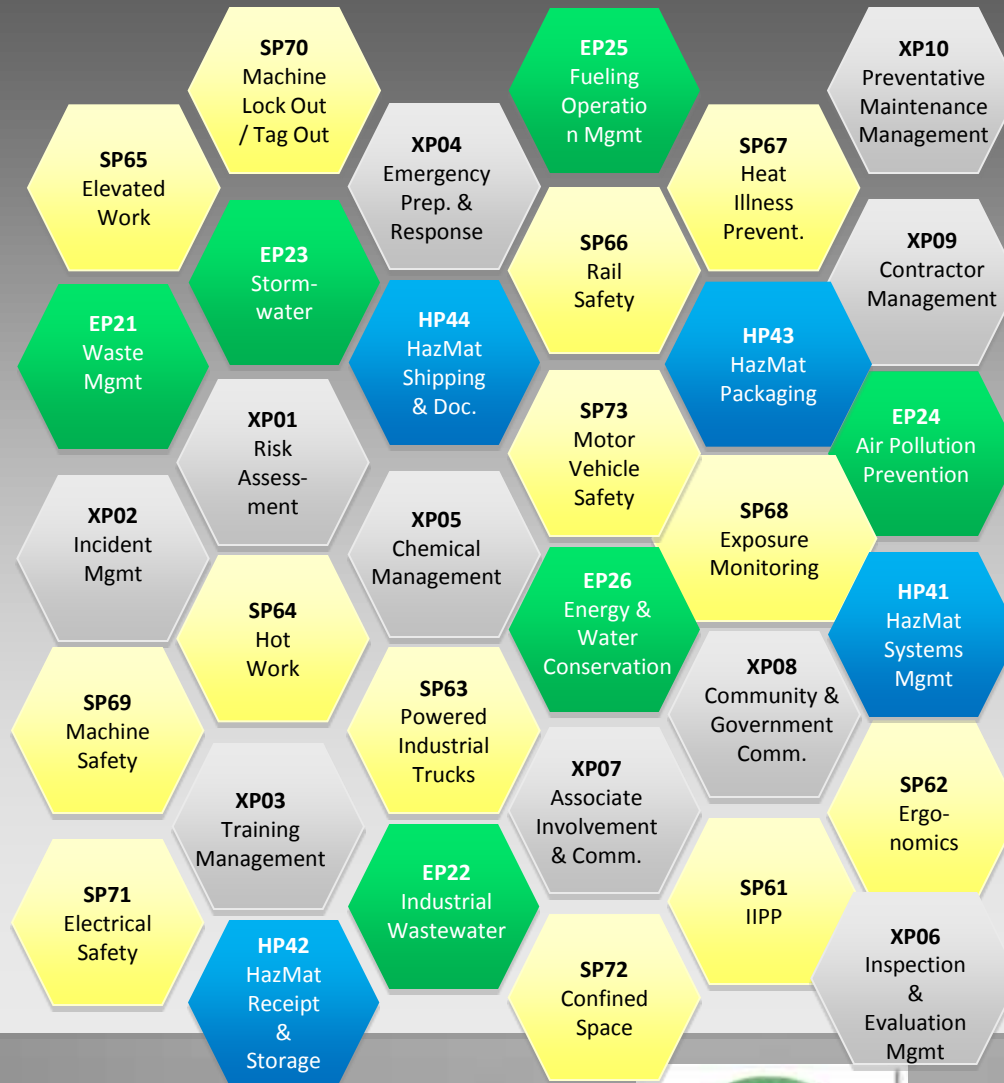 SP70
Machine
Lock Out
/ Tag Out
EP25
Fueling
Operatio
n Mgmt
XP10
Preventative
Maintenance
Management
SP65
Elevated
Work
XP04
Emergency
Prep. &
Response
SP67
Heat
Illness
Prevent.
EP23
Storm-
water
SP66
Rail
Safety
XP09
Contractor
Management
EP21
Waste
Mgmt
HP44
HazMat
Shipping
& Doc.
HP43
HazMat
Packaging
XP01
Risk
Assess-
ment
SP73
Motor
Vehicle
Safety
EP24
Air Pollution
Prevention
XP02
Incident
Mgmt
XP05
Chemical
Management
SP68
Exposure
Monitoring
SP64
Hot
Work
EP26
Energy &
Water
Conservation
HP41
HazMat
Systems
Mgmt
SP69
Machine
Safety
SP63
Powered
Industrial
Trucks
XP08
Community &
Government
Comm.
XP03
Training
Management
XP07
Associate
Involvement
& Comm.
SP62
Ergo-
nomics
SP71
Electrical
Safety
EP22
Industrial
Wastewater
SP61
IIPP
HP42
HazMat
Receipt
&
Storage
SP72
Confined
Space
XP06
Inspection
&
Evaluation
Mgmt